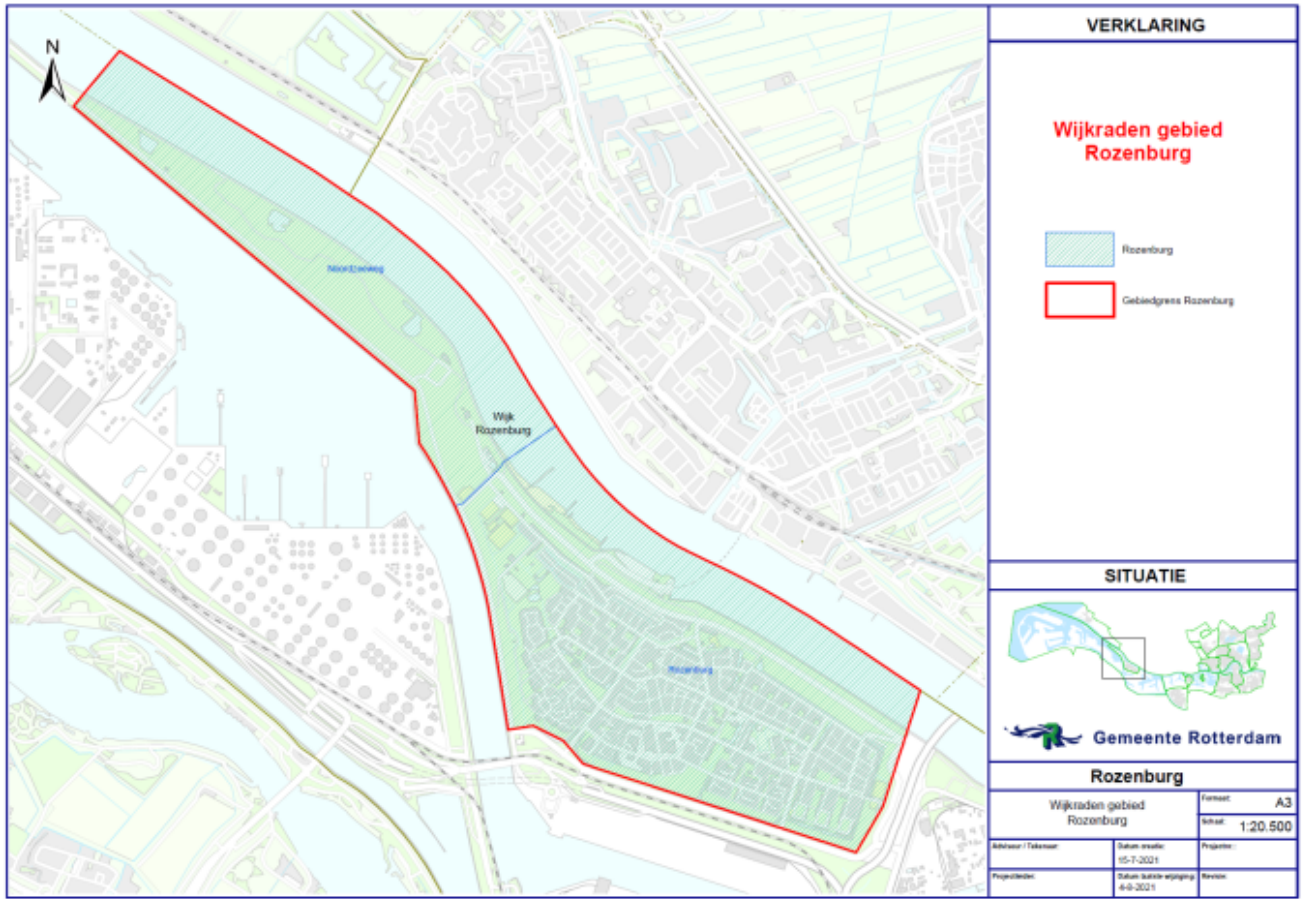 N
Noordzeeweg
Wijk
Rozenburg
Rozenburg
VERKLARING
Wijkraden gebied
Rozenburg
Rozenburg
Gebiedgrens Rozenburg
SITUATIE
Gemeente Rotterdam
Rozenburg
Wijkraden gebied
Rozenburg
Formaat: A3
Schaal: 1:20.500
Adviseur / Tekenaar:
Datum creatie:
15-7-2021
Projectnr.:
Projectleider:
Datum laatste wijziging:
4-8-2021
Revisie: